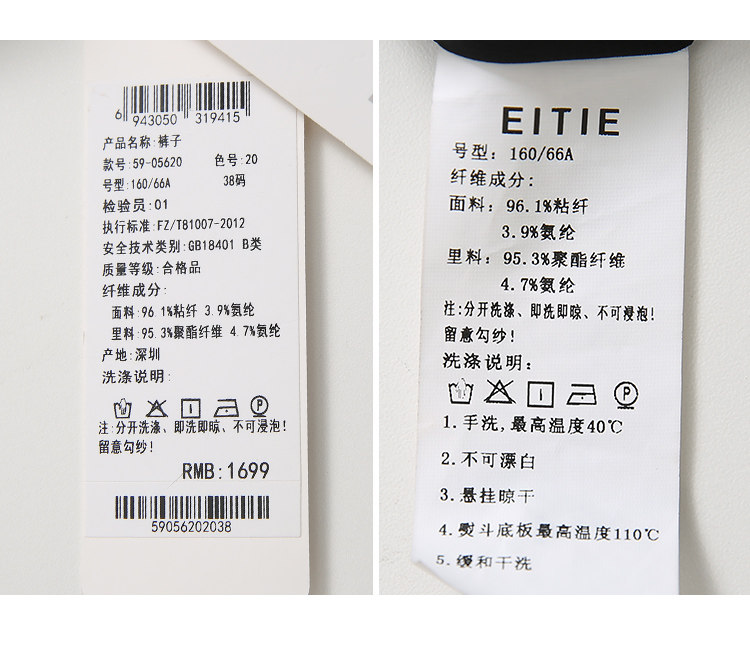 6 943050 319415
产品名称:裤子
款号:59-05620 色号:20
号型:160/66A 38码
检验员:01
执行标准:FZ/T81007-2012
安全技术类别:GB18401 B类
质量等级:合格品
纤维成分:
面料:96.1%粘纤 3.9%氨纶
里料:95.3%聚酯纤维 4.7%氨纶
产地:深圳
洗涤说明:
注:分开洗涤、即洗即晾、不可浸泡!
留意勾纱!
RMB:1699
59056202038
EITIE
号型: 160/66A
纤维成分:
面料: 96.1%粘纤
3.9%氨纶
里料: 95.3%聚酯纤维
4.7%氨纶
注:分开洗涤、即洗即晾、不可浸泡!
留意勾纱!
洗涤说明:
1.手洗,最高温度40℃
2.不可漂白
3.悬挂晾干
4.熨斗底板最高温度110℃
5.缓和干洗